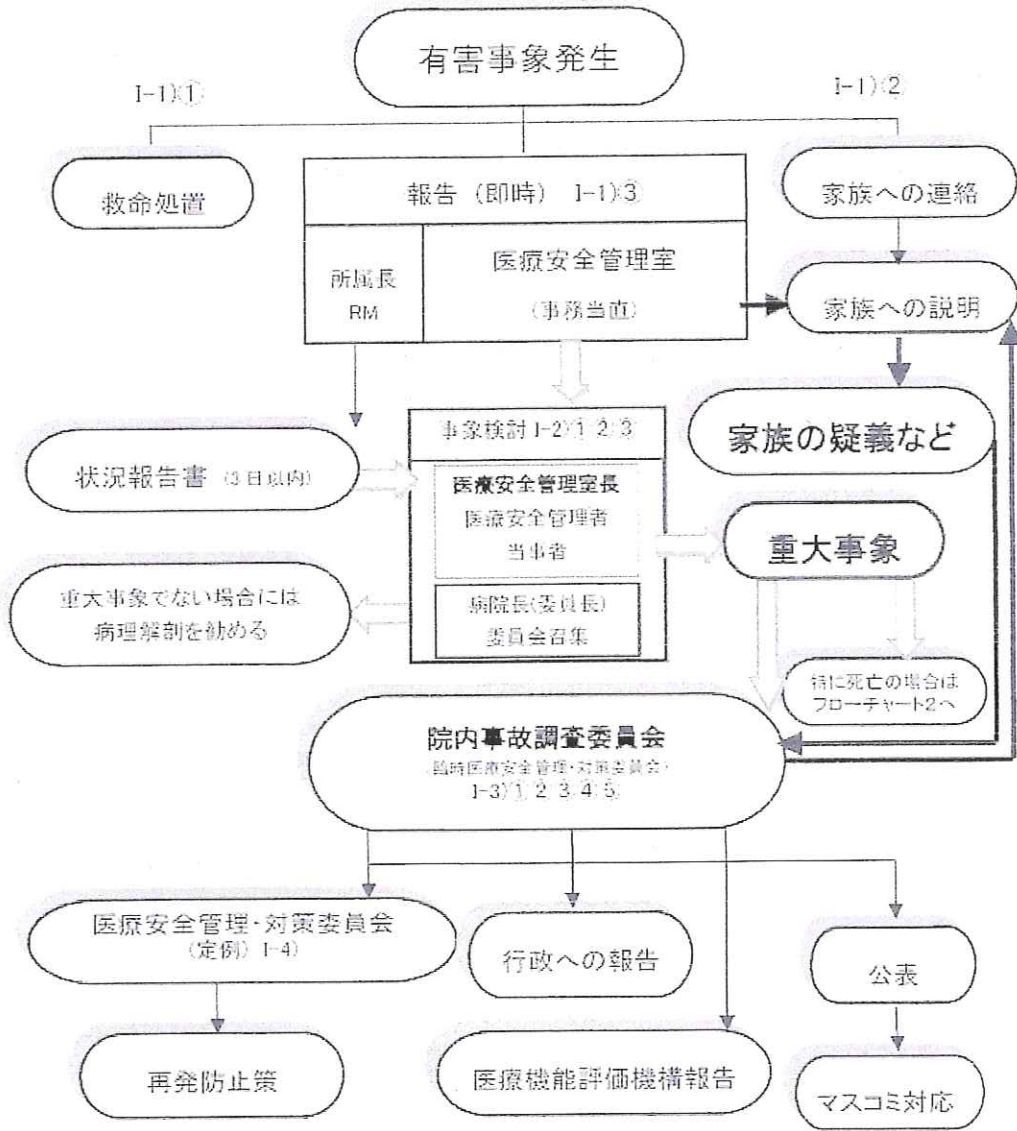 有害事象発生
I-1)①
I-1)②
救命処置
報告（即時） I-1)③
家族への連絡
所属長
RM
医療安全管理室
(事務当直)
家族への説明
事象検討 I-2)① 2 ③
家族の疑義など
状況報告書 (3日以内)
医療安全管理室長
医療安全管理者
当事者
重大事象
重大事象でない場合には
病理解剖を勧める
病院長(委員長)
委員会召集
特に死亡の場合は
フローチャート2へ
院内事故調査委員会
(臨時医療安全管理・対策委員会)
I-3)① 2 ③ ④ 5
医療安全管理・対策委員会
(定例) I-4)
行政への報告
公表
再発防止策
医療機能評価機構報告
マスコミ対応